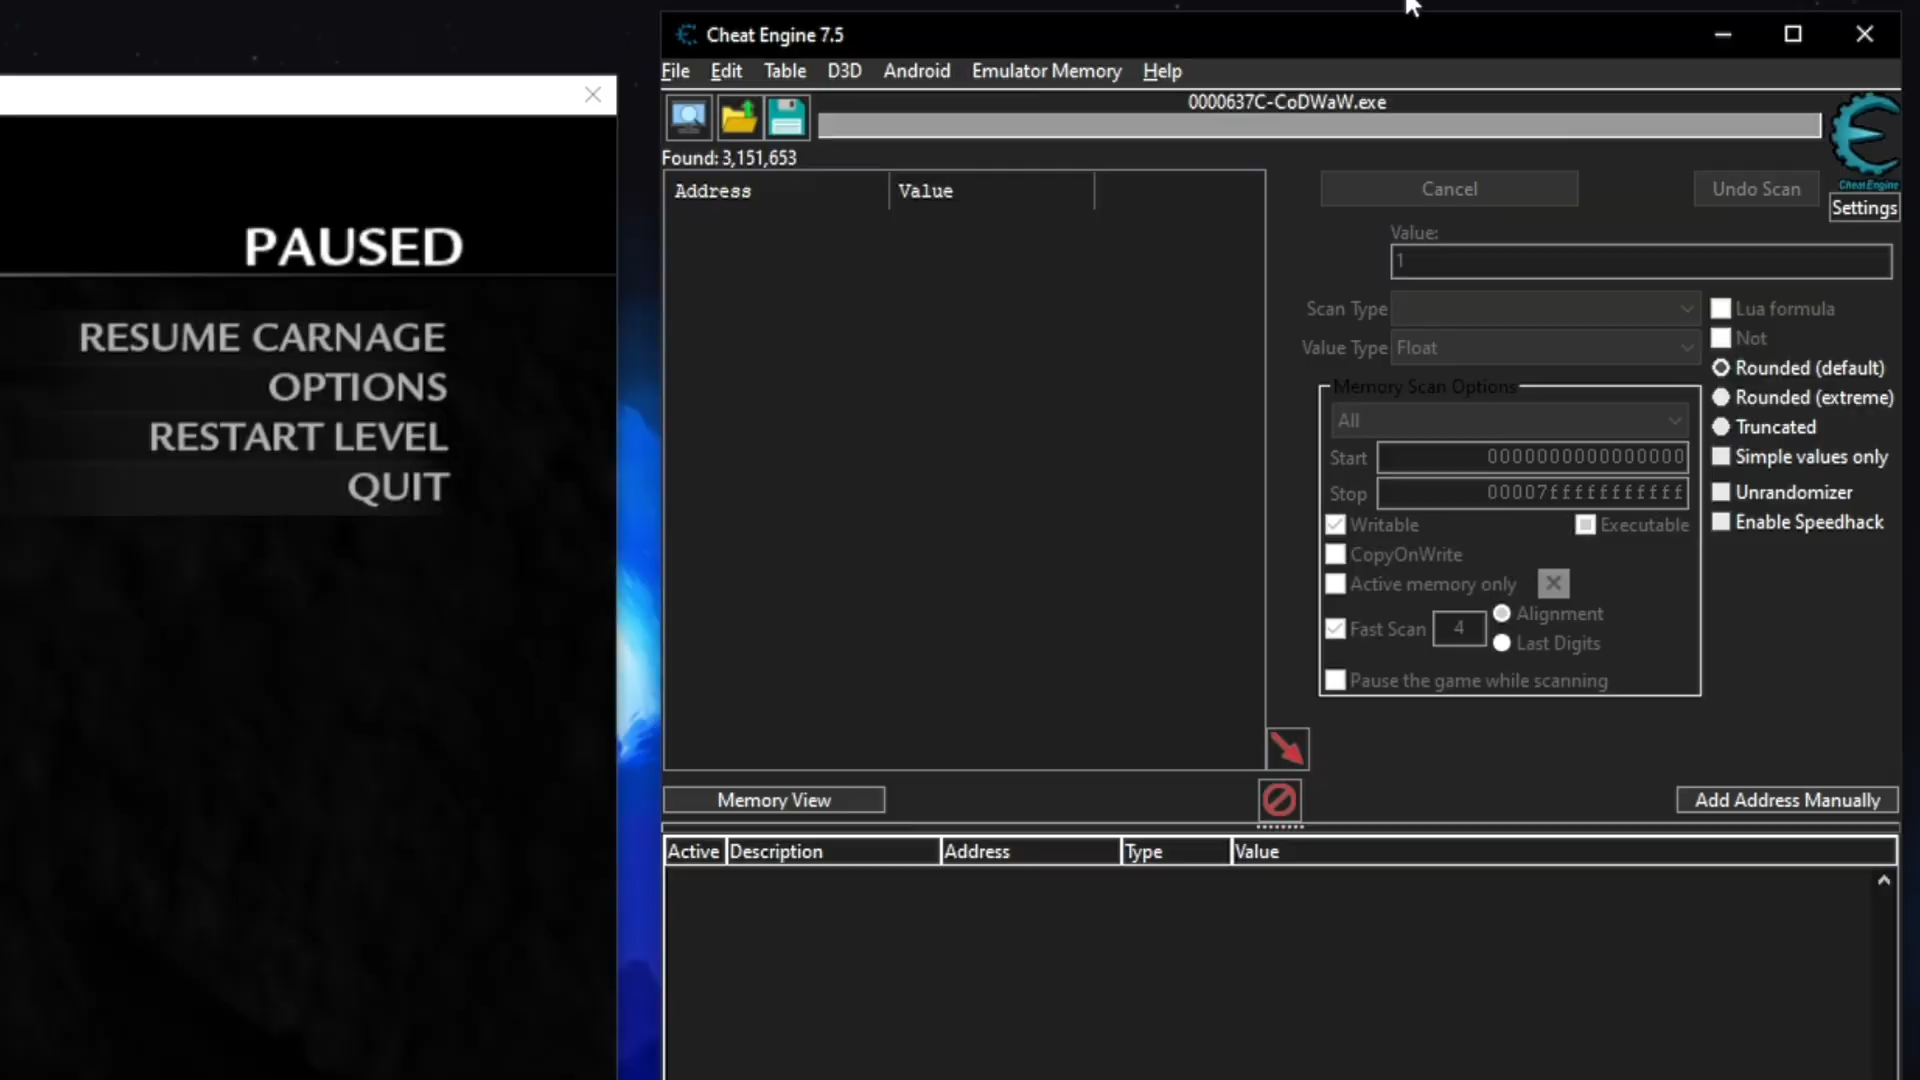 PAUSED
RESUME CARNAGE
OPTIONS
RESTART LEVEL
QUIT
Cheat Engine 7.5
File Edit Table D3D Android Emulator Memory Help
0000637C-CoDWaW.exe
Found: 3,151,653
Address Value
Cancel Undo Scan
Cheat Engine
Settings
Value:
1
Scan Type
Lua formula
Not
Value Type Float
Rounded (default)
Memory Scan Options
Rounded (extreme)
All
Truncated
Start 0000000000000000
Simple values only
Stop 00007fffffffffff
Unrandomizer
Writable Executable
Enable Speedhack
CopyOnWrite
Active memory only
Fast Scan 4 Alignment
Last Digits
Pause the game while scanning
Memory View
Add Address Manually
Active Description Address Type Value